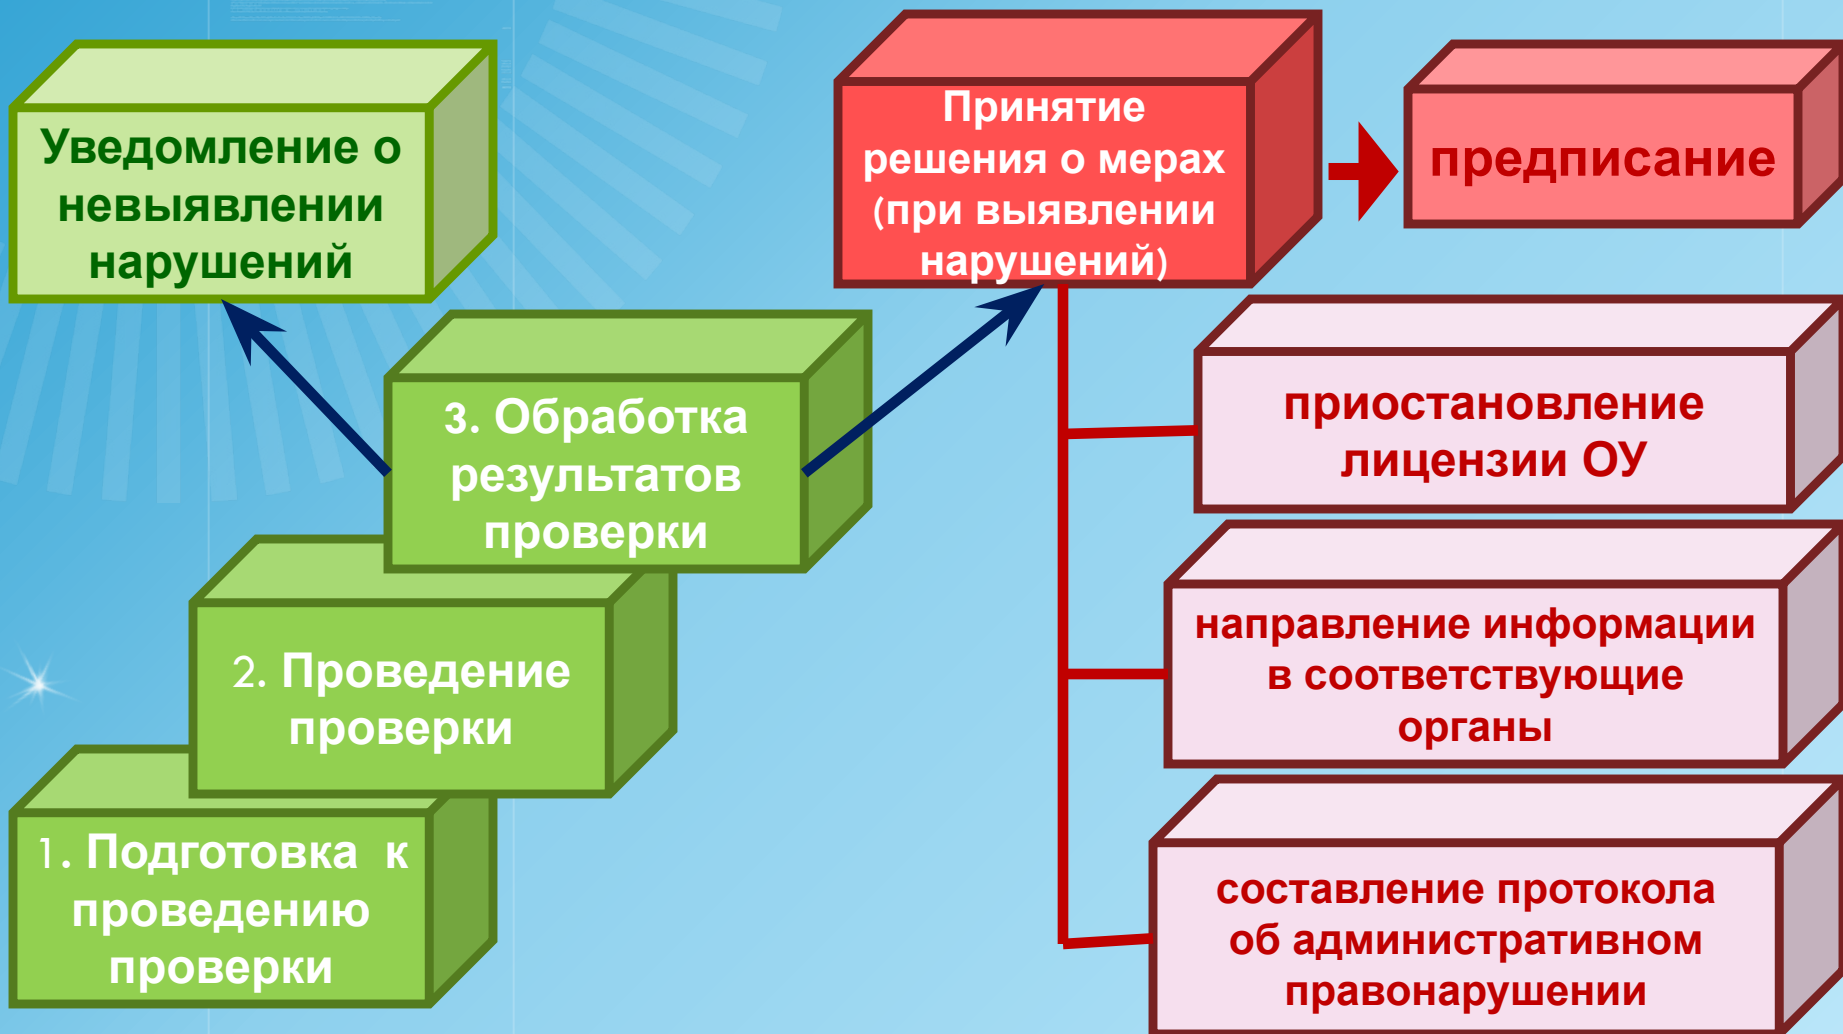 Уведомление о
невыявлении
нарушений
Принятие
решения о мерах
(при выявлении
нарушений)
предписание
3. Обработка
результатов
проверки
приостановление
лицензии ОУ
2. Проведение
проверки
направление информации
в соответствующие
органы
1. Подготовка к
проведению
проверки
составление протокола
об административном
правонарушении